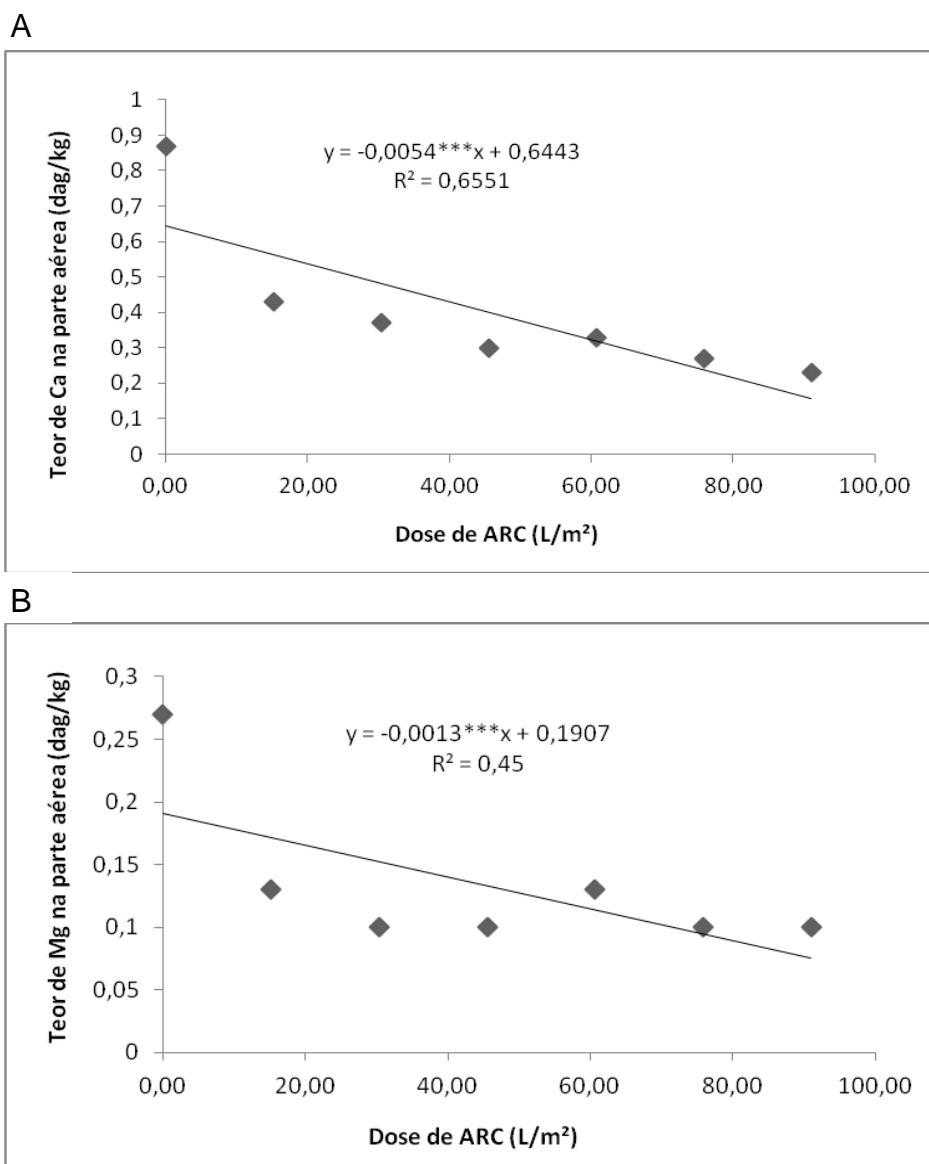 A
Teor de Ca na parte aérea (dag/kg)
1
0,9
0,8
0,7
0,6
0,5
0,4
0,3
0,2
0,1
0
y = -0,0054***x + 0,6443
R² = 0,6551
0,00 20,00 40,00 60,00 80,00 100,00
Dose de ARC (L/m²)
B
Teor de Mg na parte aérea (dag/kg)
0,3
0,25
0,2
0,15
0,1
0,05
0
y = -0,0013***x + 0,1907
R² = 0,45
0,00 20,00 40,00 60,00 80,00 100,00
Dose de ARC (L/m²)